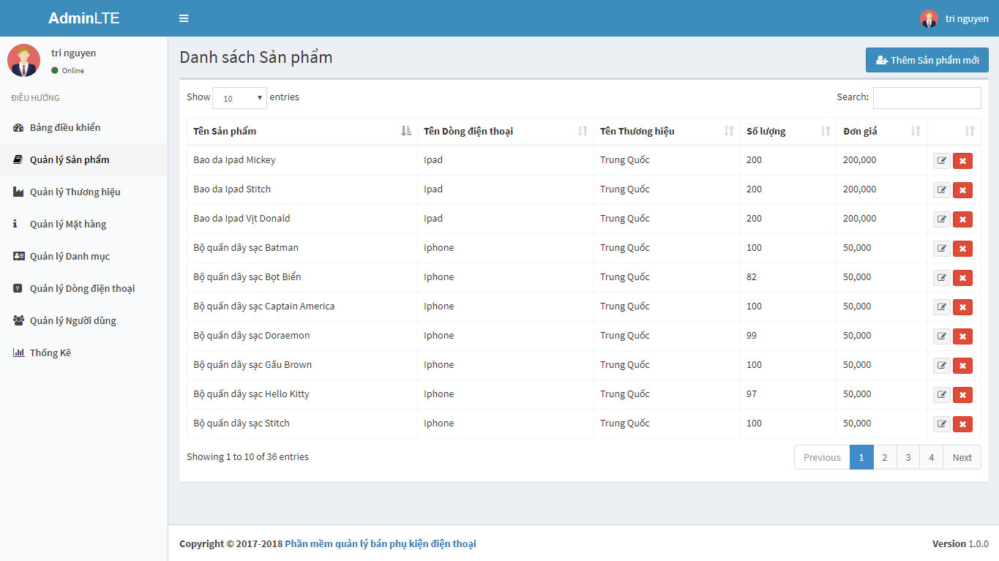 AdminLTE
tri nguyen
tri nguyen
Online
ĐIỀU HƯỚNG
Bảng điều khiển
Quản lý Sản phẩm
Quản lý Thương hiệu
Quản lý Mặt hàng
Quản lý Danh mục
Quản lý Dòng điện thoại
Quản lý Người dùng
Thống Kê
Danh sách Sản phẩm
Thêm Sản phẩm mới
Show 10 entries
Search:
Tên Sản phẩm Tên Dòng điện thoại Tên Thương hiệu Số lượng Đơn giá
Bao da Ipad Mickey Ipad Trung Quốc 200 200,000
Bao da Ipad Stitch Ipad Trung Quốc 200 200,000
Bao da Ipad Vịt Donald Ipad Trung Quốc 200 200,000
Bộ quấn dây sạc Batman Iphone Trung Quốc 100 50,000
Bộ quấn dây sạc Bọt Biển Iphone Trung Quốc 82 50,000
Bộ quấn dây sạc Captain America Iphone Trung Quốc 100 50,000
Bộ quấn dây sạc Doraemon Iphone Trung Quốc 99 50,000
Bộ quấn dây sạc Gấu Brown Iphone Trung Quốc 100 50,000
Bộ quấn dây sạc Hello Kitty Iphone Trung Quốc 97 50,000
Bộ quấn dây sạc Stitch Iphone Trung Quốc 100 50,000
Showing 1 to 10 of 36 entries
Previous 1 2 3 4 Next
Copyright © 2017-2018 Phần mềm quản lý bán phụ kiện điện thoại
Version 1.0.0